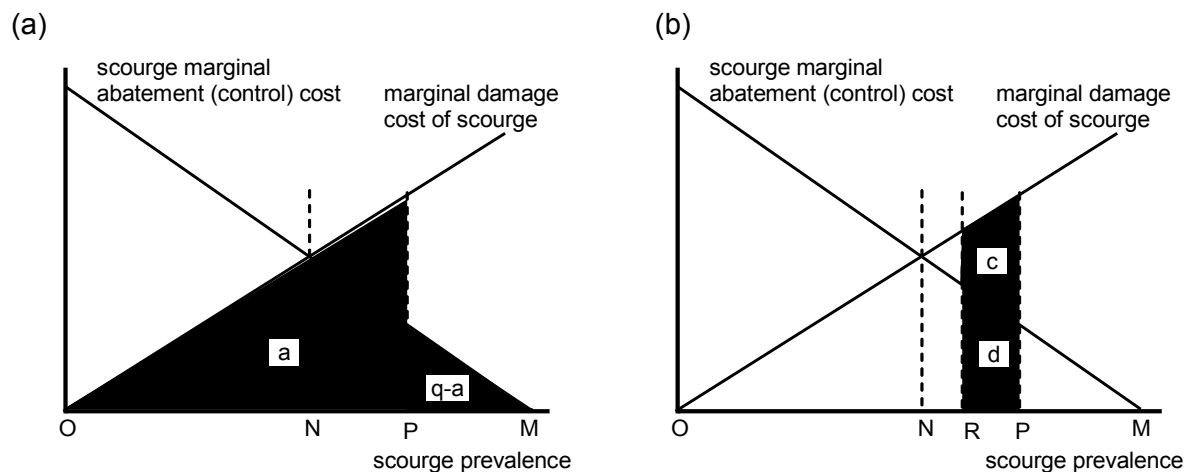 (a)
scourge marginal
abatement (control) cost
marginal damage
cost of scourge
a
q-a
O N P M
scourge prevalence
(b)
scourge marginal
abatement (control) cost
marginal damage
cost of scourge
c
d
O N R P M
scourge prevalence